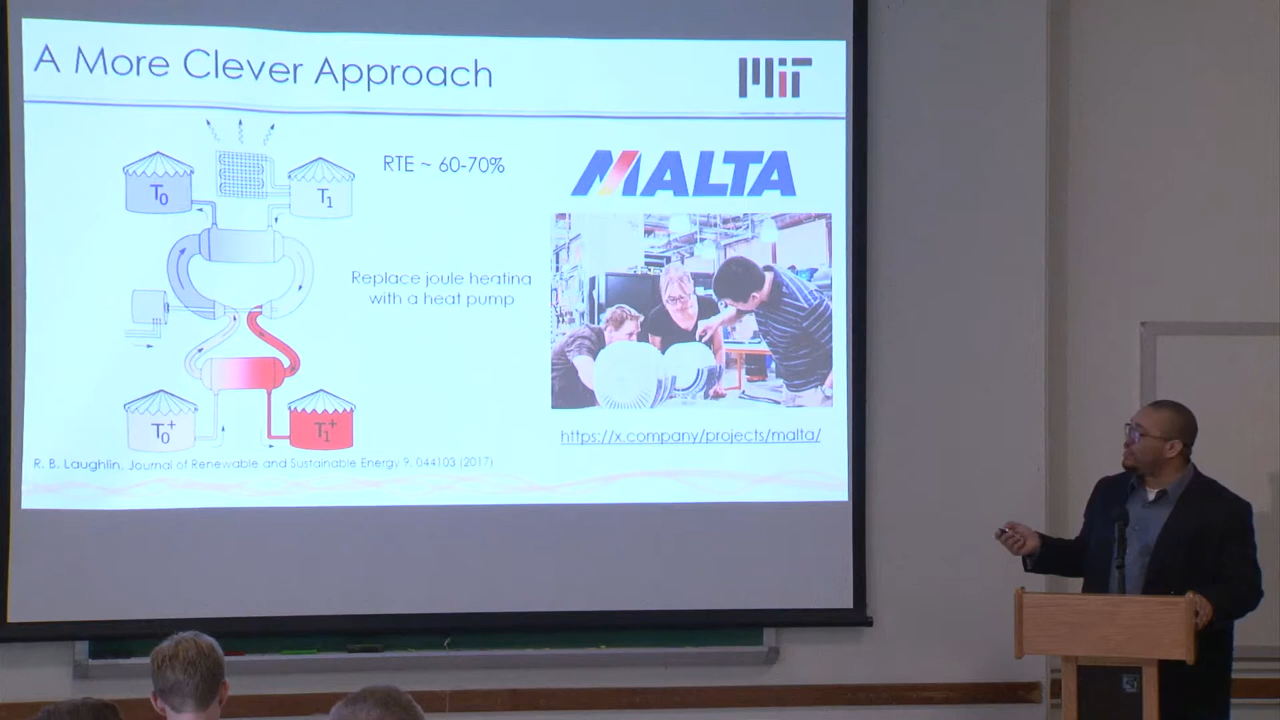 A More Clever Approach
MiT
RTE ~ 60-70%
MALTA
T0
T1
Replace joule heating
with a heat pump
T0+
T1+
https://x.company/projects/malta/
R. B. Laughlin, Journal of Renewable and Sustainable Energy 9, 044103 (2017)